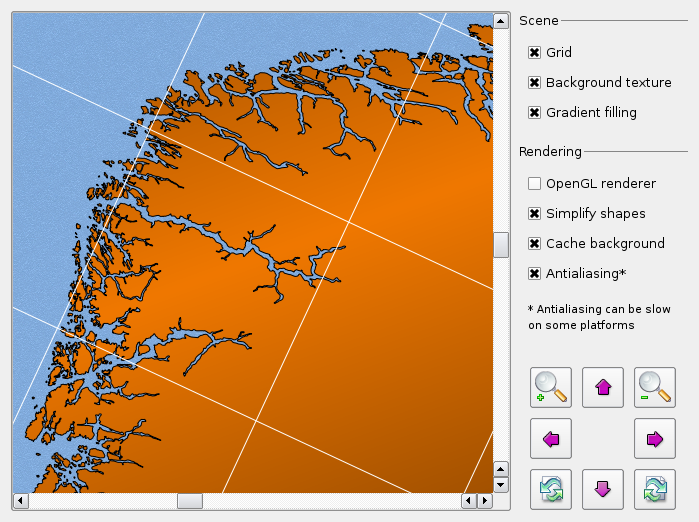 Scene
Grid
Background texture
Gradient filling
Rendering
OpenGL renderer
Simplify shapes
Cache background
Antialiasing*
* Antialiasing can be slow
on some platforms